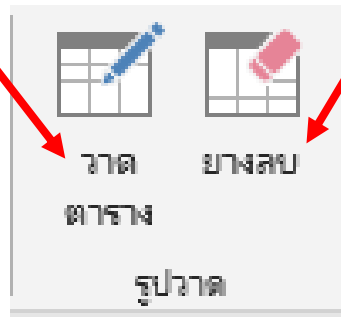 วาด ยางลบ
ตาราง
รูปวาด